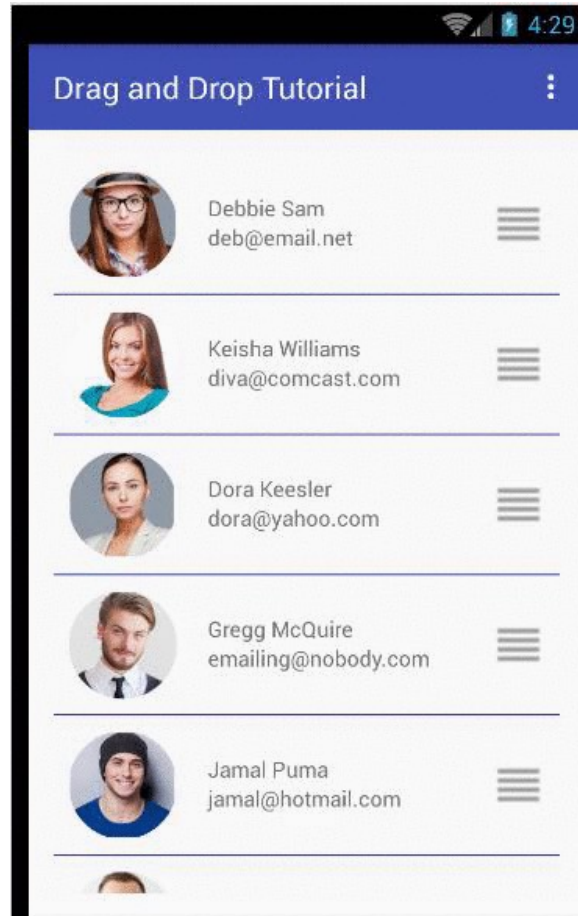 4:29
Drag and Drop Tutorial
Debbie Sam
deb@email.net
Keisha Williams
diva@comcast.com
Dora Keesler
dora@yahoo.com
Gregg McQuire
emailing@nobody.com
Jamal Puma
jamal@hotmail.com